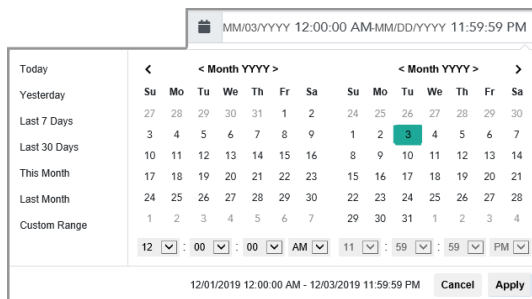 MM/03/YYYY 12:00:00 AM-MM/DD/YYYY 11:59:59 PM
Today
Yesterday
Last 7 Days
Last 30 Days
This Month
Last Month
Custom Range
< Month YYYY >
Su Mo Tu We Th Fr Sa
27 28 29 30 31 1 2
3 4 5 6 7 8 9
10 11 12 13 14 15 16
17 18 19 20 21 22 23
24 25 26 27 28 29 30
1 2 3 4 5 6 7
12 : 00 : 00 AM
< Month YYYY >
Su Mo Tu We Th Fr Sa
24 25 26 27 28 29 30
1 2 3 4 5 6 7
8 9 10 11 12 13 14
15 16 17 18 19 20 21
22 23 24 25 26 27 28
29 30 31 1 2 3 4
11 : 59 : 59 PM
12/01/2019 12:00:00 AM - 12/03/2019 11:59:59 PM Cancel Apply